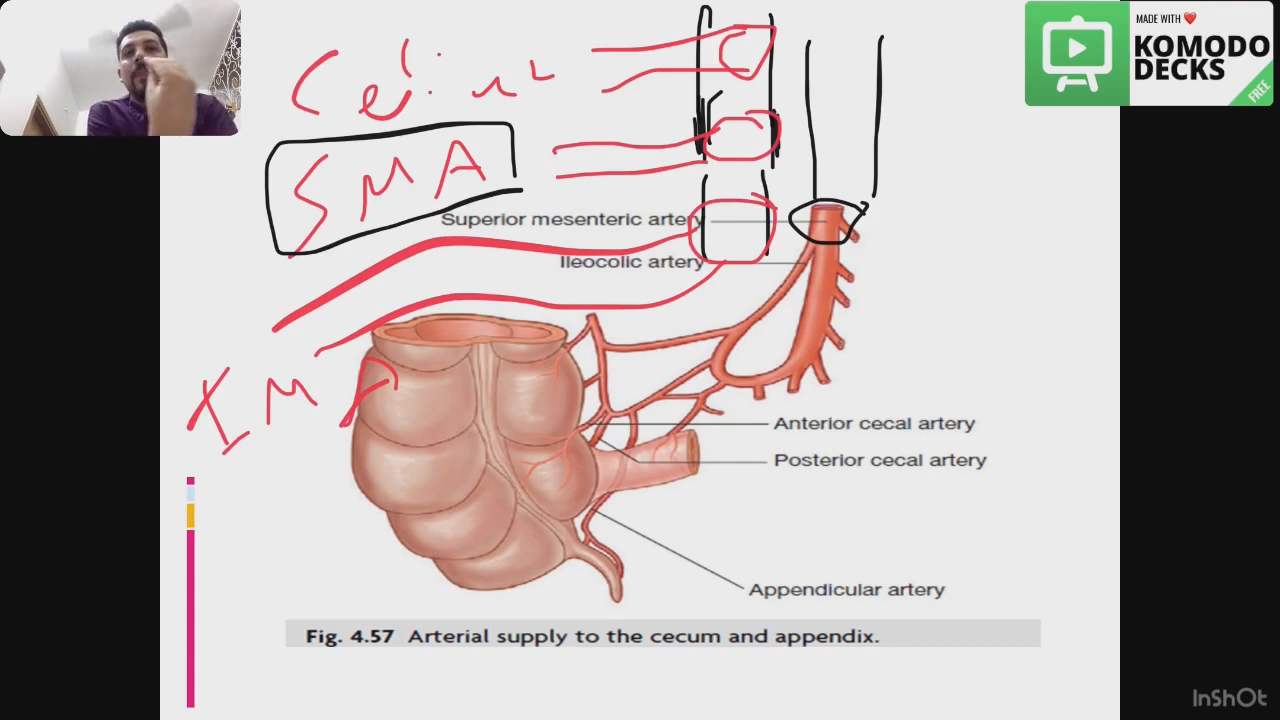 MADE WITH ❤
KOMODO
DECKS
FREE
SMA
Superior mesenteric artery
Ileocolic artery
IMA
Anterior cecal artery
Posterior cecal artery
Appendicular artery
Fig. 4.57 Arterial supply to the cecum and appendix.
InShOt